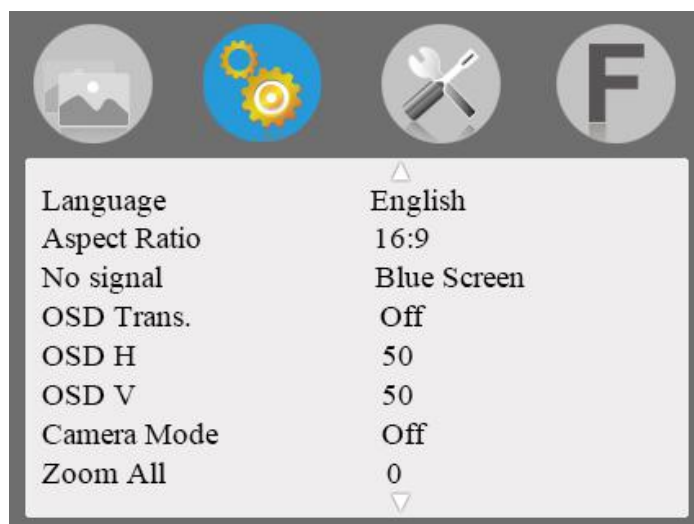 F
Language English
Aspect Ratio 16:9
No signal Blue Screen
OSD Trans. Off
OSD H 50
OSD V 50
Camera Mode Off
Zoom All 0